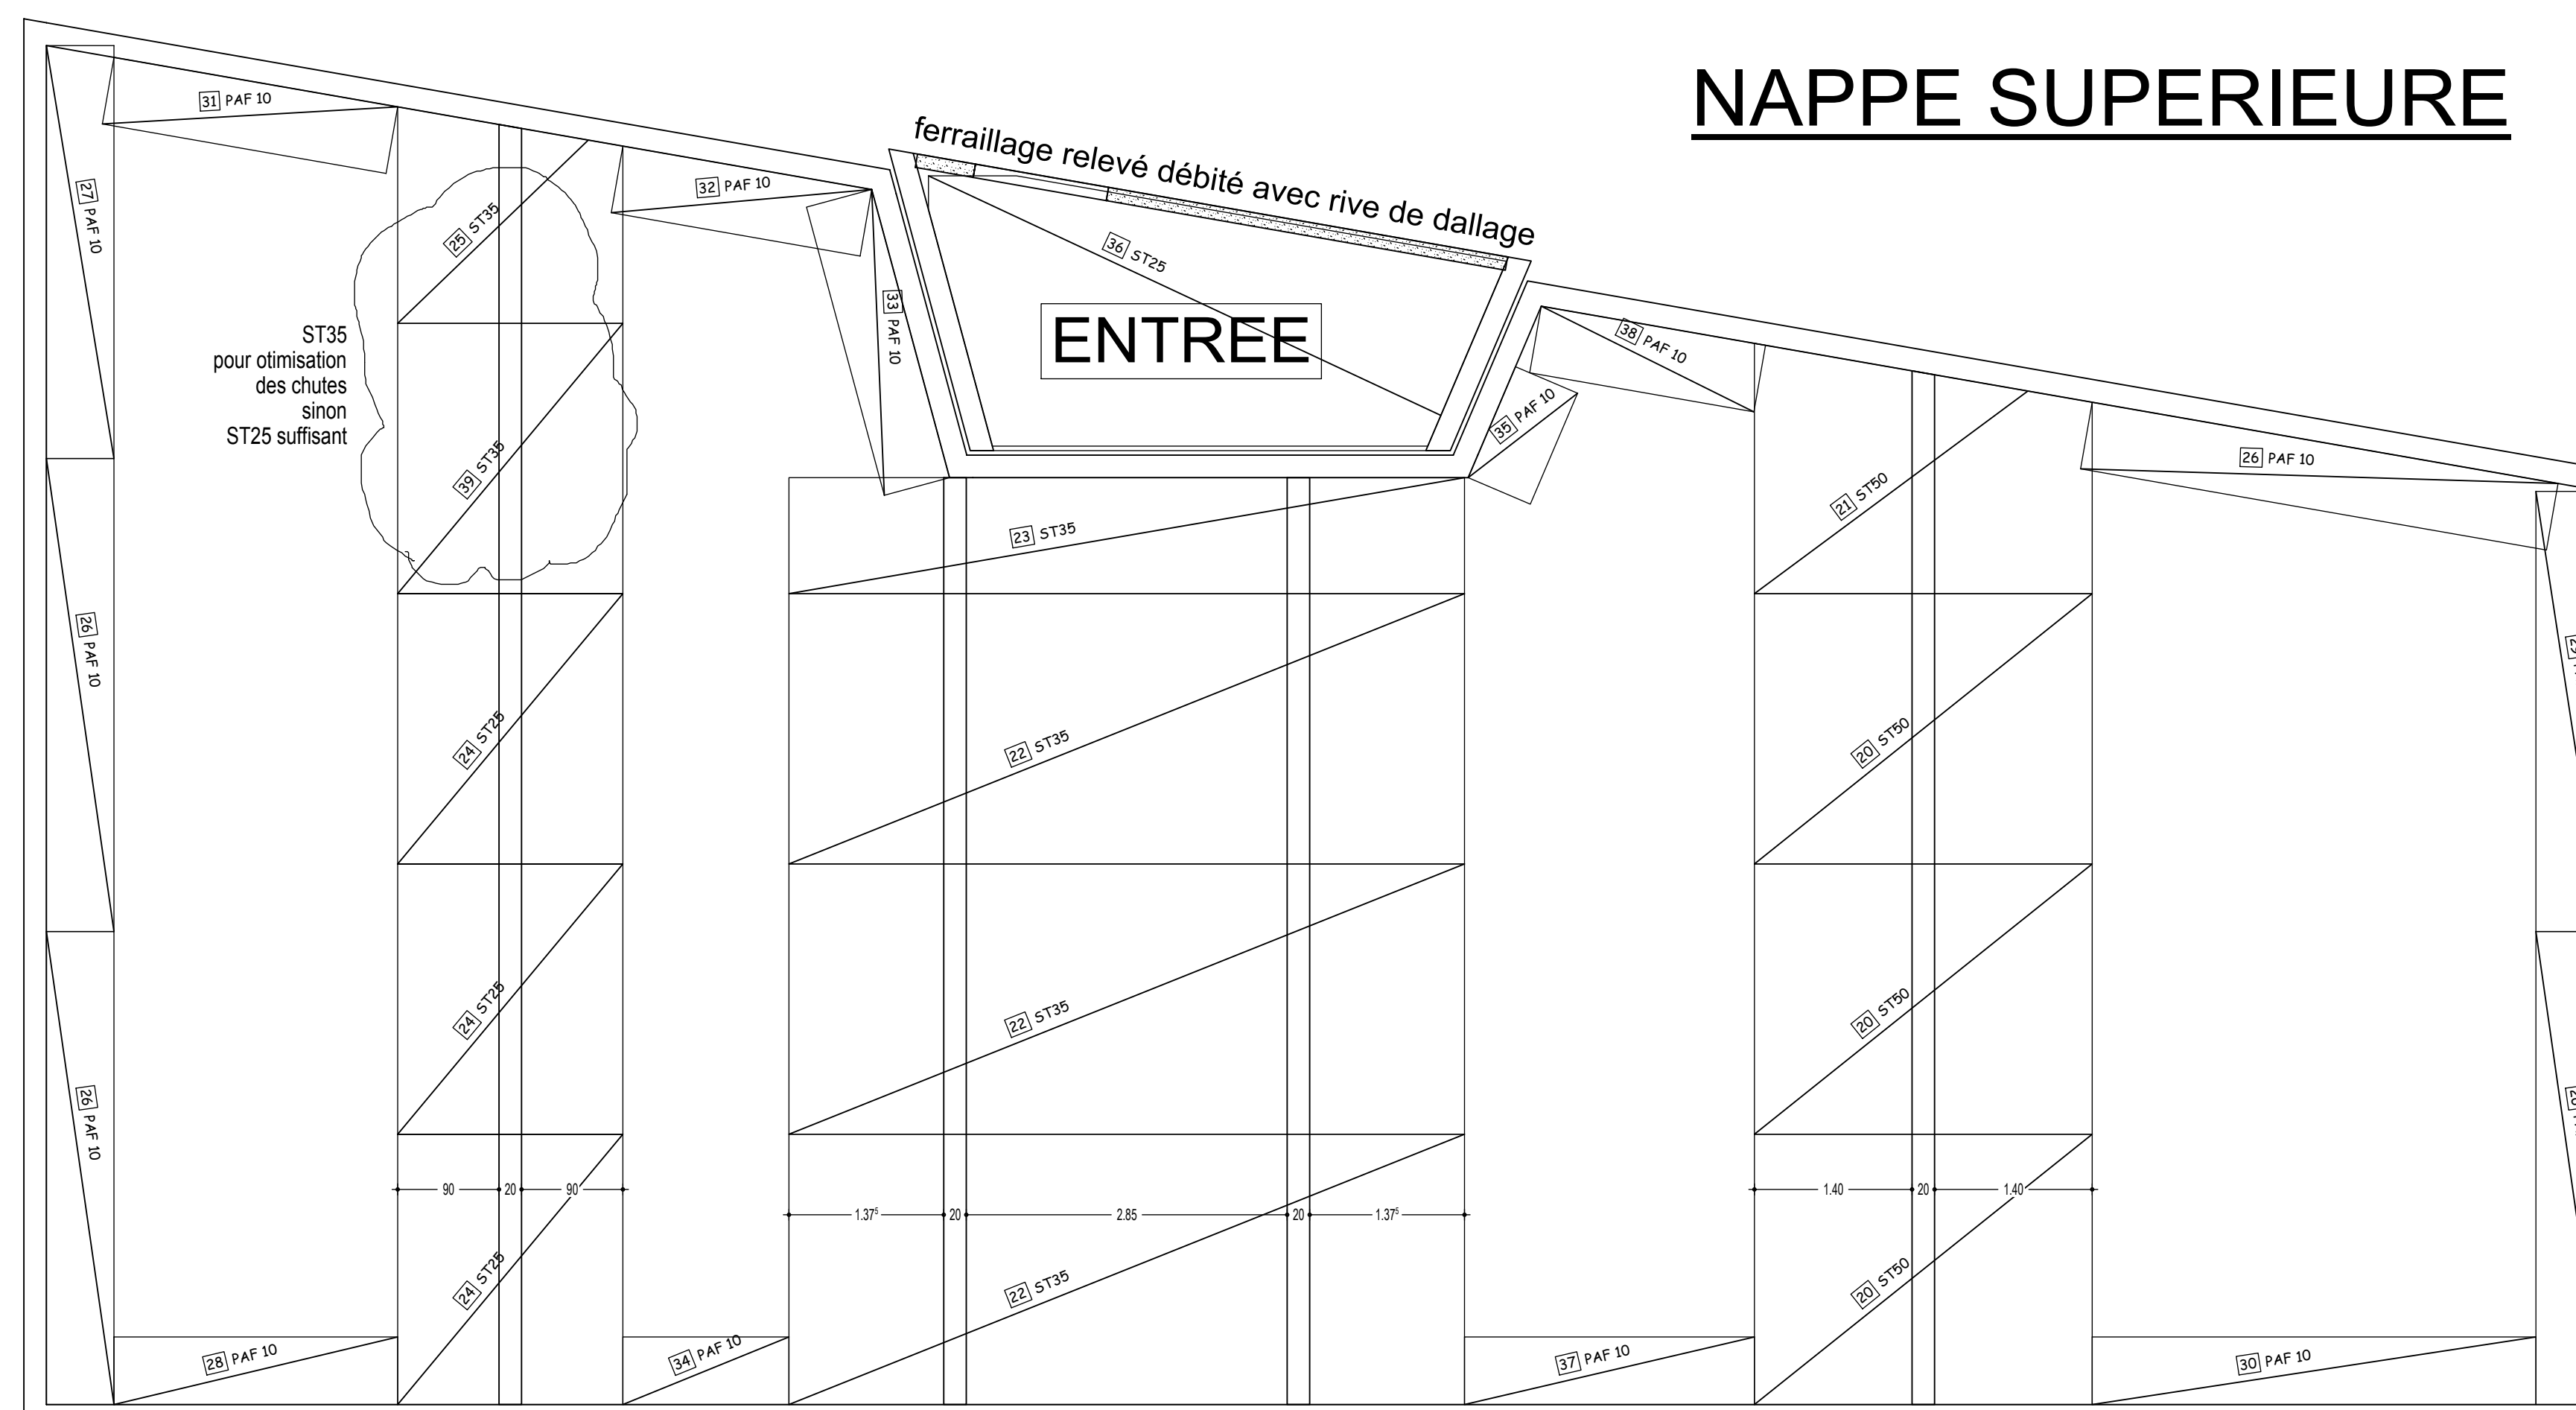 NAPPE SUPERIEURE
ferraillage relevé débité avec rive de dallage
31 PAF 10
27 PAF 10
32 PAF 10
25 ST35
36 ST25
33 PAF 10
ENTREE
ST35
pour otimisation
des chutes
sinon
ST25 suffisant
38 PAF 10
35 PAF 10
39 ST35
26 PAF 10
21 ST50
23 ST35
26 PAF 10
24 ST25
22 ST35
20 ST50
24 ST25
22 ST35
20 ST50
26 PAF 10
90 20 90
1.40 20 1.40
1.37⁵ 20 2.85 20 1.37⁵
24 ST25
22 ST35
20 ST50
28 PAF 10
34 PAF 10
37 PAF 10
30 PAF 10